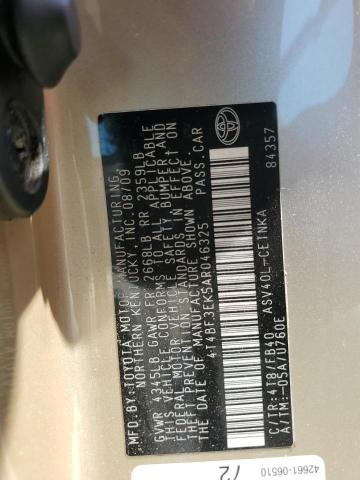 MFD.BY:TOYOTA MOTOR MANUFACTURING,
NORTHERN KENTUCKY, INC. 08/09
GVWR 4345LB GAWR FR 2668LB RR 2359LB
THIS VEHICLE CONFORMS TO ALL APPLICABLE
FEDERAL MOTOR VEHICLE SAFETY, BUMPER AND
THEFT PREVENTION STANDARDS IN EFFECT ON
THE DATE OF MANUFACTURE SHOWN ABOVE.
4T4BF3EK5AR046325 PASS.CAR
C/TR:4T8/FB40 ASV40L-CETNKA
A/TM:-05A/U760E 84357
TOYOTA
42661-06510